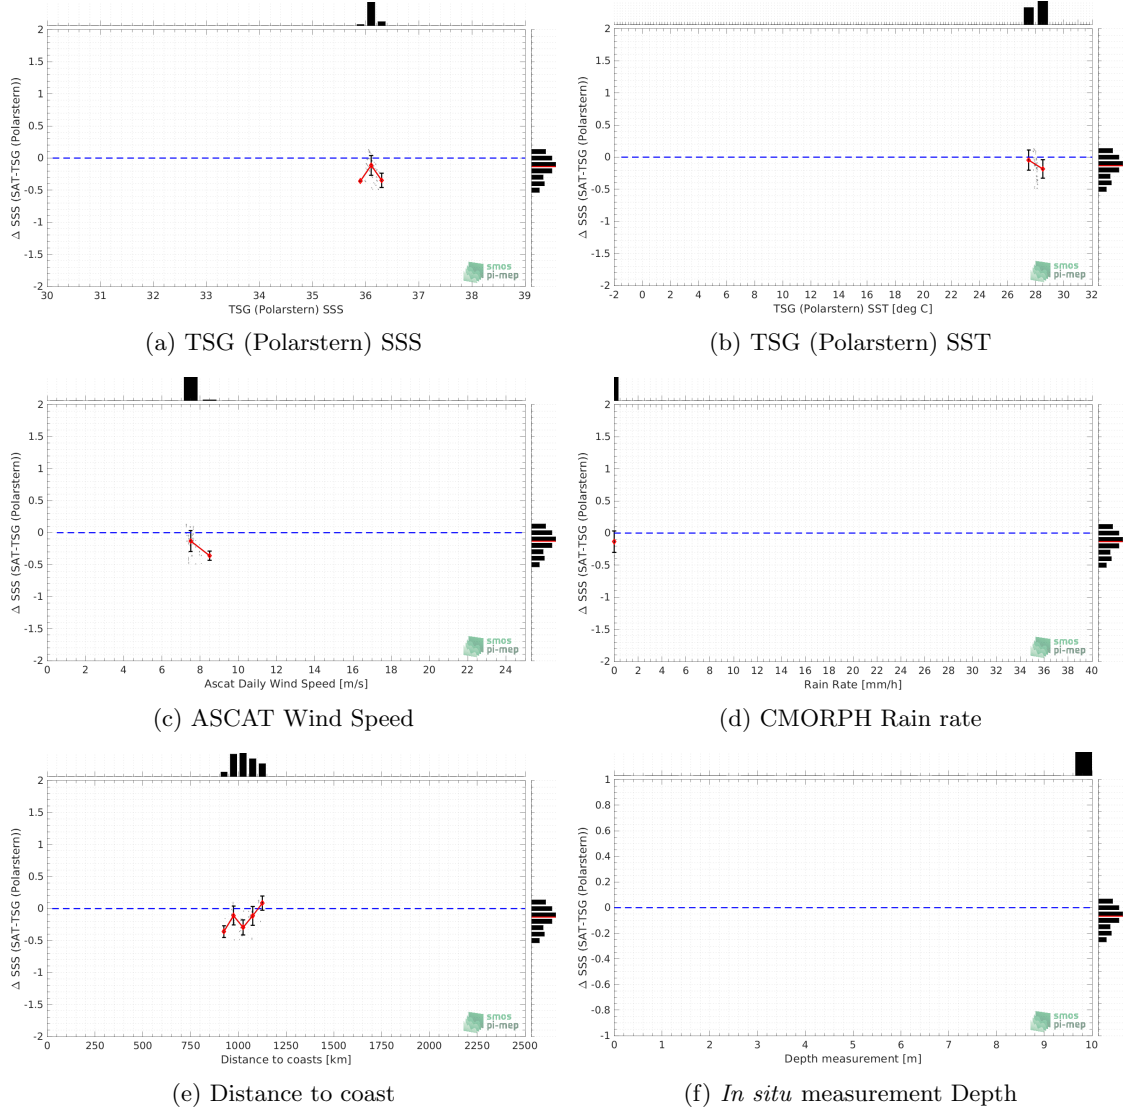 2
1.5
1
0.5
0
-0.5
-1
-1.5
-2
Δ SSS (SAT-TSG (Polarstern))
30 31 32 33 34 35 36 37 38 39
TSG (Polarstern) SSS
smos
pi-mep
(a) TSG (Polarstern) SSS
2
1.5
1
0.5
0
-0.5
-1
-1.5
-2
Δ SSS (SAT-TSG (Polarstern))
-2 0 2 4 6 8 10 12 14 16 18 20 22 24 26 28 30 32
TSG (Polarstern) SST [deg C]
smos
pi-mep
(b) TSG (Polarstern) SST
2
1.5
1
0.5
0
-0.5
-1
-1.5
-2
Δ SSS (SAT-TSG (Polarstern))
0 2 4 6 8 10 12 14 16 18 20 22 24
Ascat Daily Wind Speed [m/s]
smos
pi-mep
(c) ASCAT Wind Speed
2
1.5
1
0.5
0
-0.5
-1
-1.5
-2
Δ SSS (SAT-TSG (Polarstern))
0 2 4 6 8 10 12 14 16 18 20 22 24 26 28 30 32 34 36 38 40
Rain Rate [mm/h]
smos
pi-mep
(d) CMORPH Rain rate
2
1.5
1
0.5
0
-0.5
-1
-1.5
-2
Δ SSS (SAT-TSG (Polarstern))
0 250 500 750 1000 1250 1500 1750 2000 2250 2500
Distance to coasts [km]
smos
pi-mep
(e) Distance to coast
1
0.8
0.6
0.4
0.2
0
-0.2
-0.4
-0.6
-0.8
-1
Δ SSS (SAT-TSG (Polarstern))
0 1 2 3 4 5 6 7 8 9 10
Depth measurement [m]
smos
pi-mep
(f) In situ measurement Depth